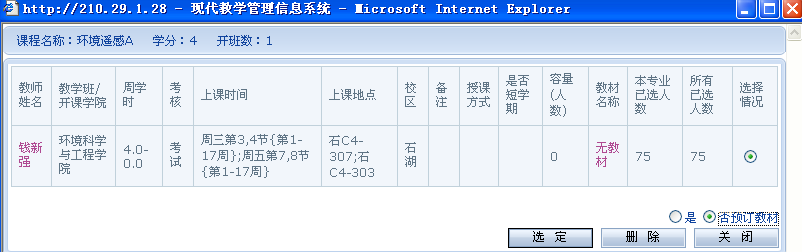 http://210.29.1.28 - 现代教学管理信息系统 - Microsoft Internet Explorer
课程名称：环境遥感A 学分：4 开班数：1
教师姓名 教学班/开课学院 周学时 考核 上课时间 上课地点 校区 备注 授课方式 是否短学期 容量(人数) 教材名称 本专业已选人数 所有已选人数 选择情况
钱新强 环境科学与工程学院 4.0-0.0 考试 周三第3,4节{第1-17周};周五第7,8节{第1-17周} 石C4-307;石C4-303 石湖 0 无教材 75 75
是 否预订教材
选 定 删 除 关 闭